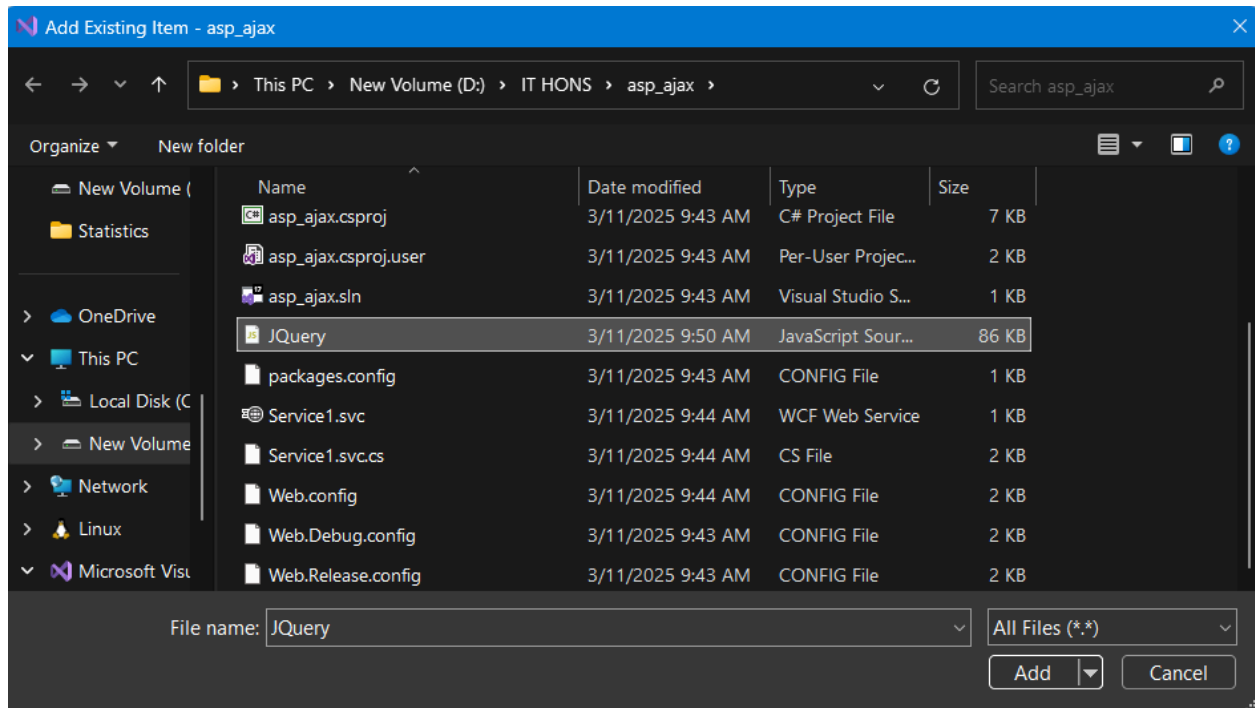 Add Existing Item - asp_ajax
This PC > New Volume (D:) > IT HONS > asp_ajax >
Search asp_ajax
Organize
New folder
New Volume (
Statistics
OneDrive
This PC
Local Disk (C
New Volume
Network
Linux
Microsoft Visu
Name Date modified Type Size
asp_ajax.csproj 3/11/2025 9:43 AM C# Project File 7 KB
asp_ajax.csproj.user 3/11/2025 9:43 AM Per-User Projec... 2 KB
asp_ajax.sln 3/11/2025 9:43 AM Visual Studio S... 1 KB
JQuery 3/11/2025 9:50 AM JavaScript Sour... 86 KB
packages.config 3/11/2025 9:43 AM CONFIG File 1 KB
Service1.svc 3/11/2025 9:44 AM WCF Web Service 1 KB
Service1.svc.cs 3/11/2025 9:44 AM CS File 2 KB
Web.config 3/11/2025 9:44 AM CONFIG File 2 KB
Web.Debug.config 3/11/2025 9:43 AM CONFIG File 2 KB
Web.Release.config 3/11/2025 9:43 AM CONFIG File 2 KB
File name: JQuery
All Files (*.*)
Add
Cancel